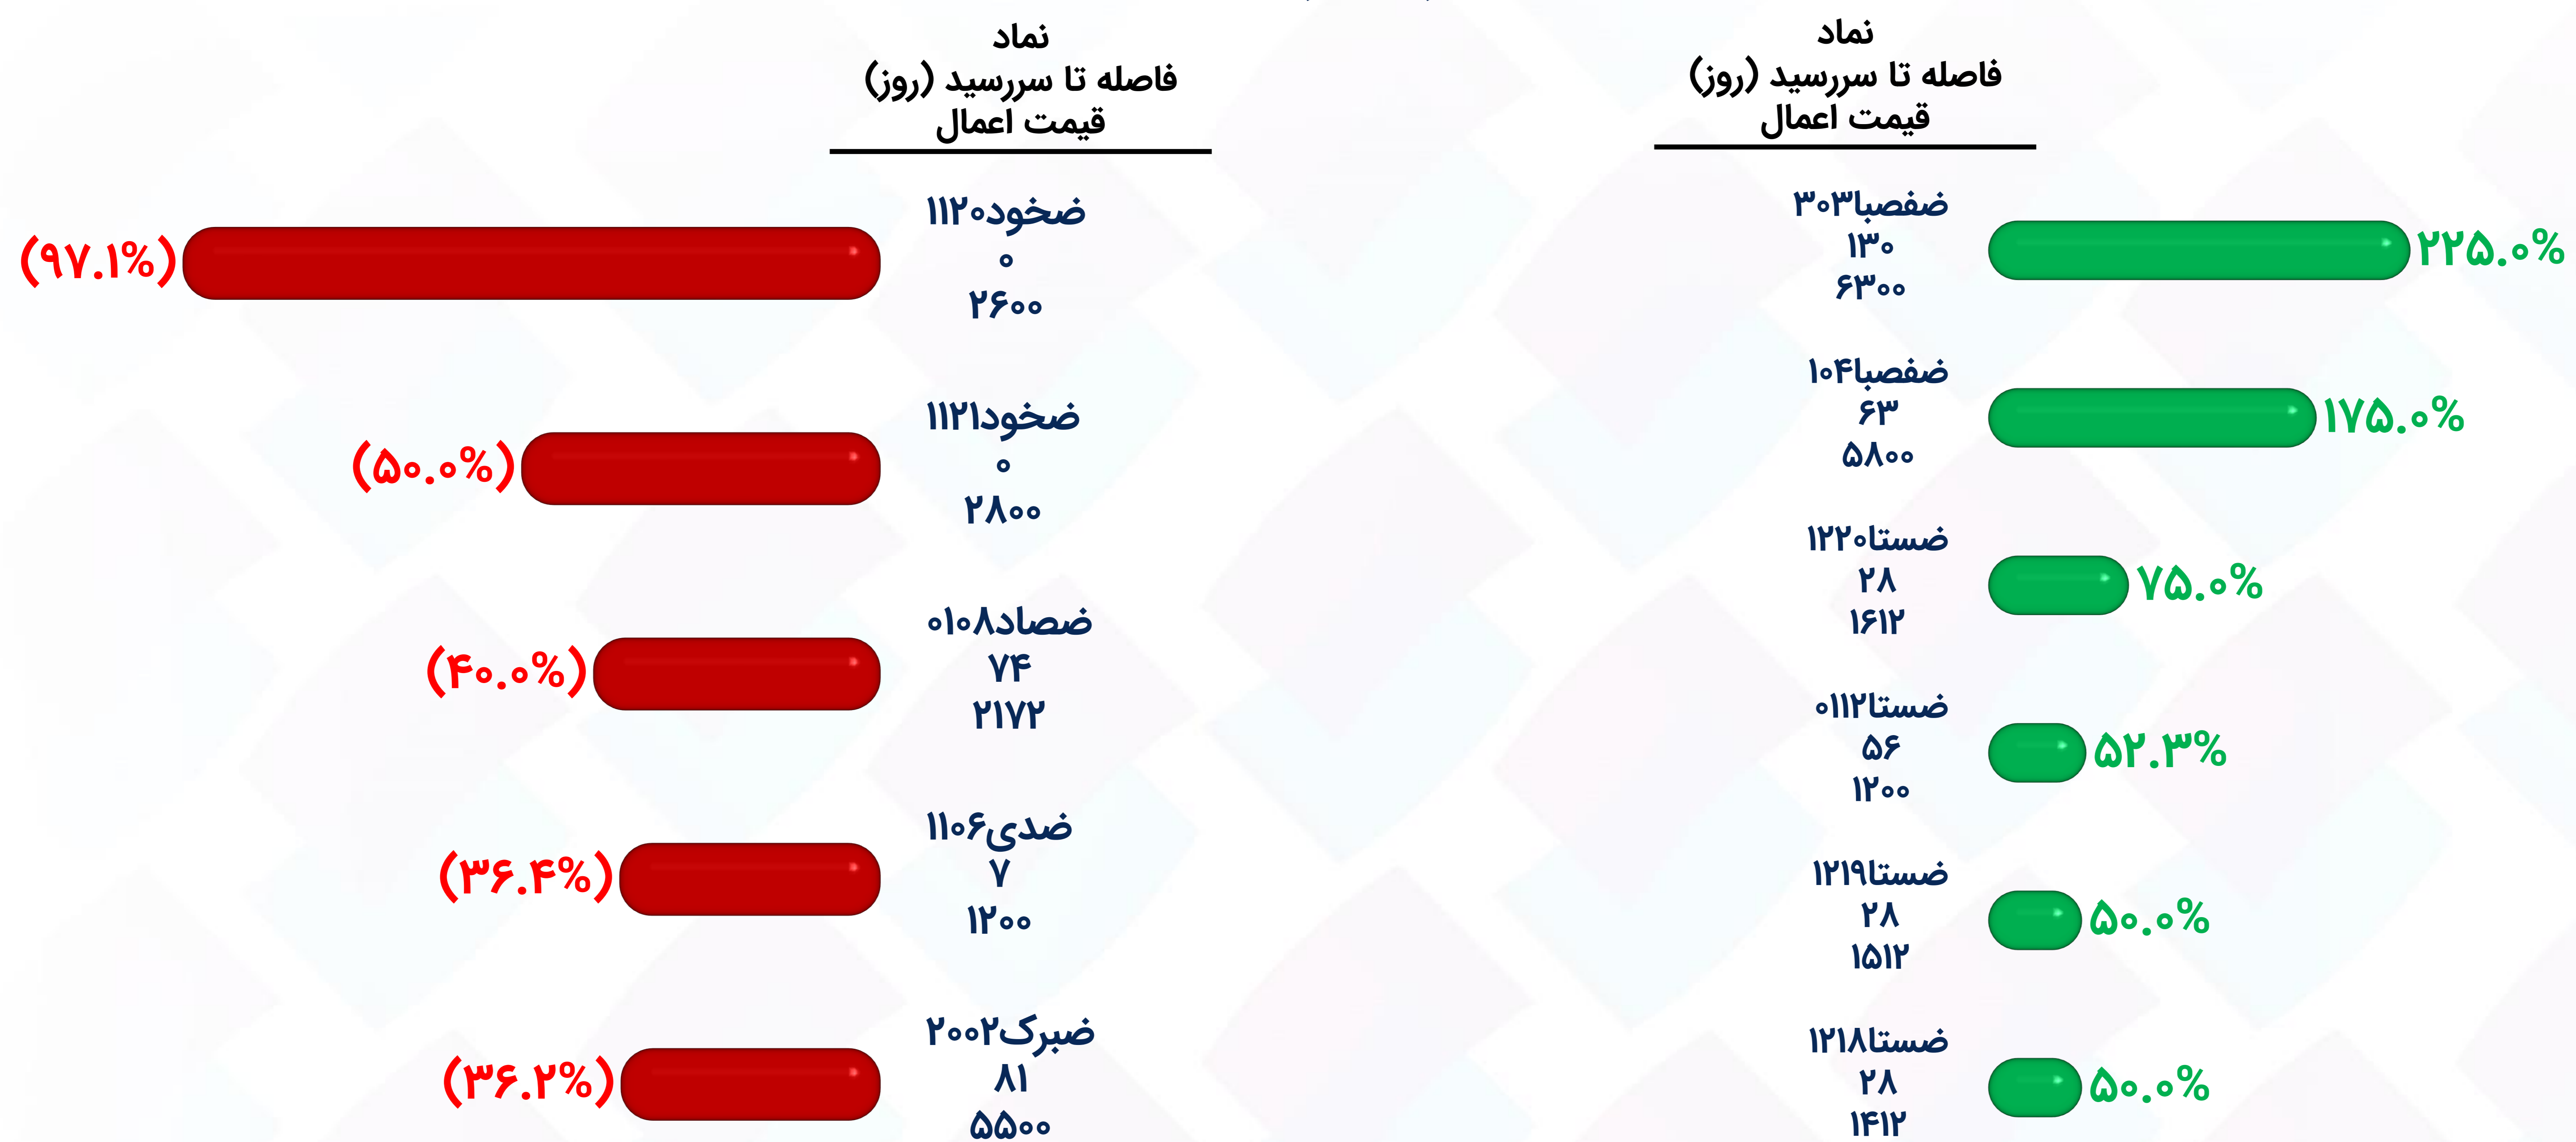 نماد
فاصله تا سررسید (روز)
قیمت اعمال
ضفصبا۳۰۳
۱۳۰
۶۳۰۰
۲۲۵.۰%
ضفصبا۱۰۴
۶۳
۵۸۰۰
۱۷۵.۰%
ضستا۱۲۲۰
۲۸
۱۶۱۲
۷۵.۰%
ضستا۰۱۱۲
۵۶
۱۲۰۰
۵۲.۳%
ضستا۱۲۱۹
۲۸
۱۵۱۲
۵۰.۰%
ضستا۱۲۱۸
۲۸
۱۴۱۲
۵۰.۰%
نماد
فاصله تا سررسید (روز)
قیمت اعمال
ضخود۱۱۲۰
۰
۲۶۰۰
(۹۷.۱%)
ضخود۱۱۲۱
۰
۲۸۰۰
(۵۰.۰%)
ضصاد۰۱۰۸
۷۴
۲۱۷۲
(۴۰.۰%)
ضدی۱۱۰۶
۷
۱۲۰۰
(۳۶.۴%)
ضبرک۲۰۰۲
۸۱
۵۵۰۰
(۳۶.۲%)